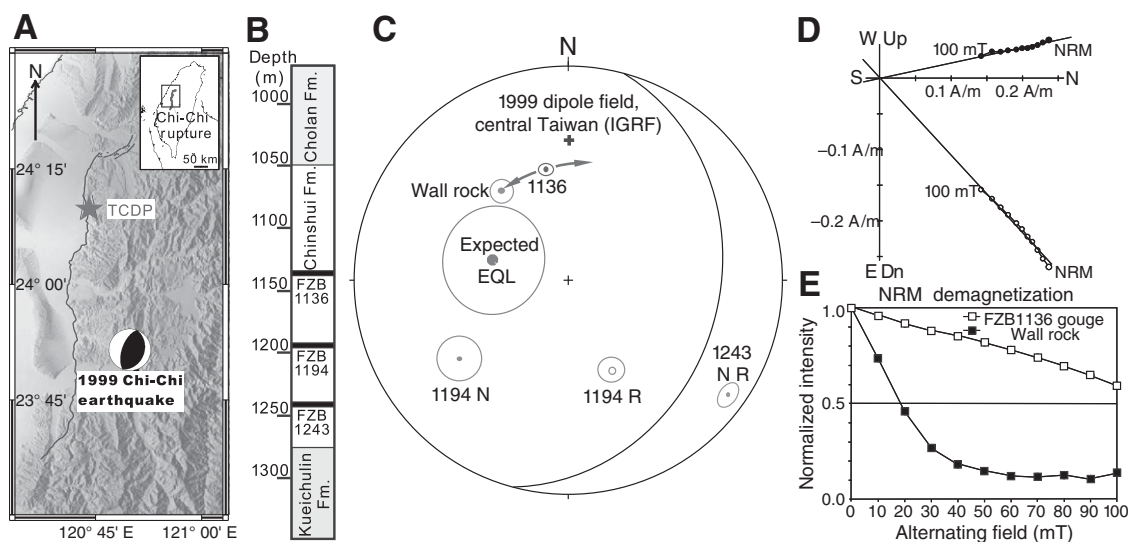 A
N
Chi-Chi
rupture
50 km
24° 15'
TCDP
24° 00'
1999 Chi-Chi
earthquake
23° 45'
120° 45' E
121° 00' E
B
Depth
(m)
1000
1050
1100
1150
1200
1250
1300
Cholan Fm.
Chinshui Fm.
FZB
1136
FZB
1194
FZB
1243
Kueichulin
Fm.
C
N
1999 dipole field,
central Taiwan (IGRF)
1136
Wall rock
Expected
EQL
1194 N
1194 R
1243
N R
D
W Up
100 mT
NRM
S
N
0.1 A/m
0.2 A/m
–0.1 A/m
100 mT
–0.2 A/m
E Dn
NRM
E
NRM demagnetization
FZB1136 gouge
Wall rock
Normalized intensity
1.0
0.5
0.0
0 10 20 30 40 50 60 70 80 90 100
Alternating field (mT)